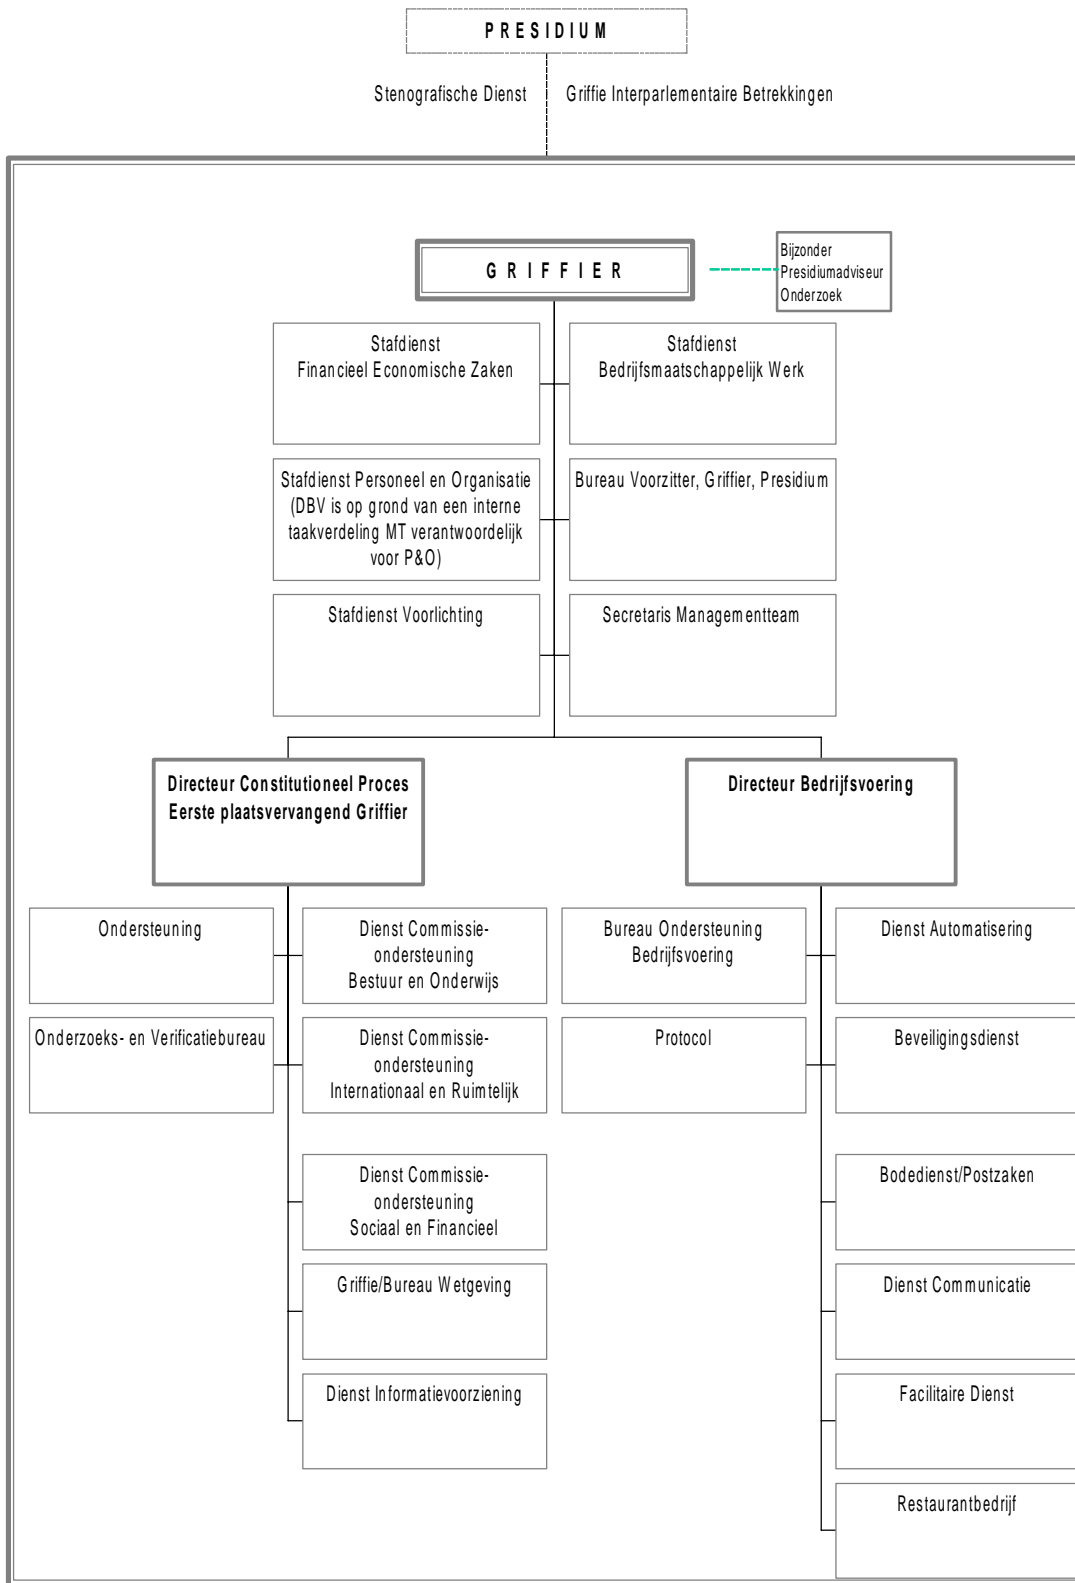 PRESIDIUM
Stenografische Dienst
Griffie Interparlementaire Betrekkingen
GRIFFIER
Bijzonder
Presidiumadviseur
Onderzoek
Stafdienst
Financieel Economische Zaken
Stafdienst
Bedrijfsmaatschappelijk Werk
Stafdienst Personeel en Organisatie
(DBV is op grond van een interne
taakverdeling MT verantwoordelijk
voor P&O)
Bureau Voorzitter, Griffier, Presidium
Stafdienst Voorlichting
Secretaris Managementteam
Directeur Constitutioneel Proces
Eerste plaatsvervangend Griffier
Directeur Bedrijfsvoering
Ondersteuning
Dienst Commissie-
ondersteuning
Bestuur en Onderwijs
Bureau Ondersteuning
Bedrijfsvoering
Dienst Automatisering
Onderzoeks- en Verificatiebureau
Dienst Commissie-
ondersteuning
Internationaal en Ruimtelijk
Protocol
Beveiligingsdienst
Dienst Commissie-
ondersteuning
Sociaal en Financieel
Bodedienst/Postzaken
Griffie/Bureau Wetgeving
Dienst Communicatie
Dienst Informatievoorziening
Facilitaire Dienst
Restaurantbedrijf